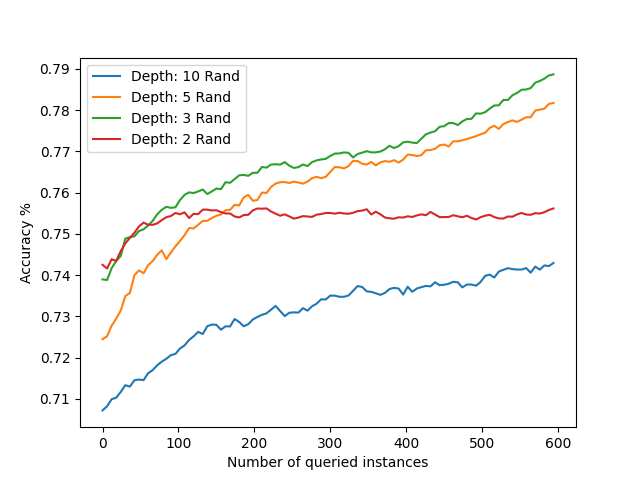 0.79
0.78
0.77
0.76
0.75
0.74
0.73
0.72
0.71
Accuracy %
Depth: 10 Rand
Depth: 5 Rand
Depth: 3 Rand
Depth: 2 Rand
0 100 200 300 400 500 600
Number of queried instances